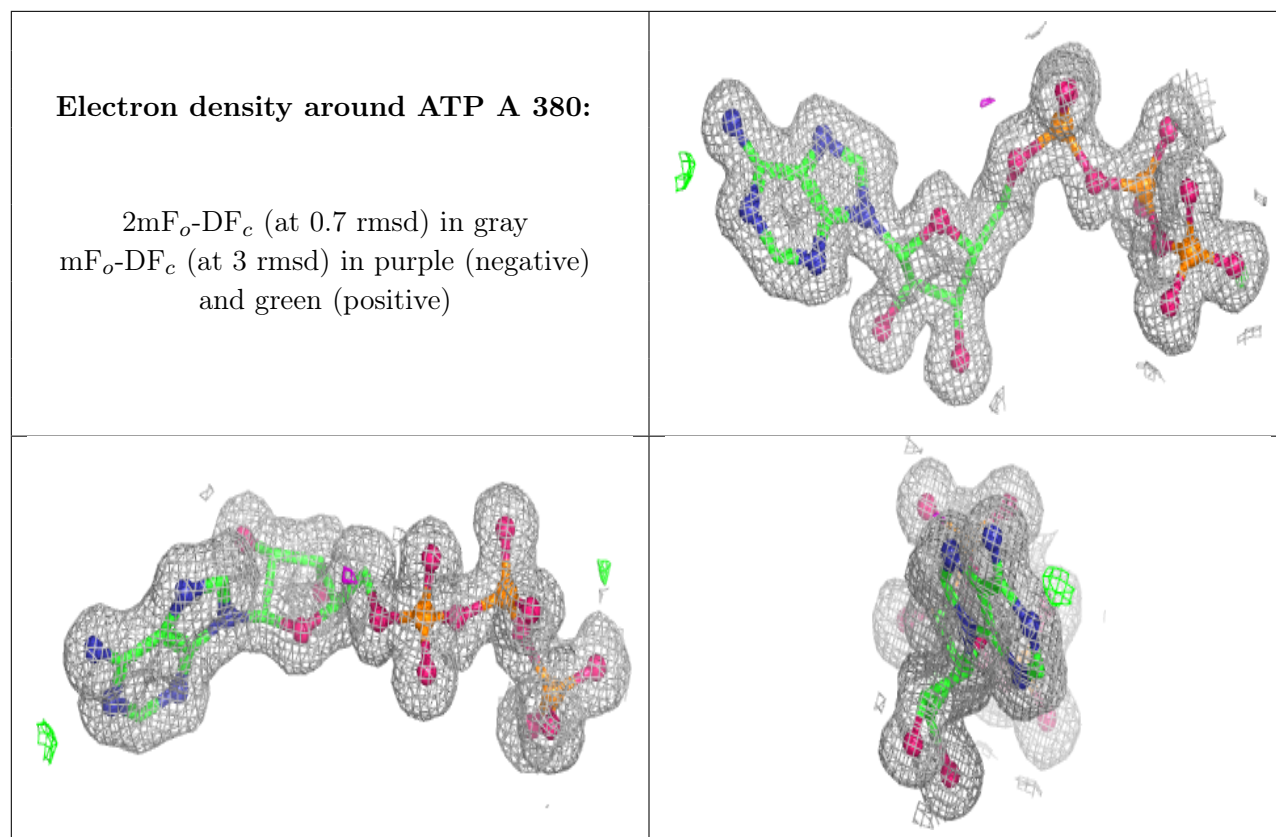 Electron density around ATP A 380:
2mFo-DFc (at 0.7 rmsd) in gray
mFo-DFc (at 3 rmsd) in purple (negative)
and green (positive)